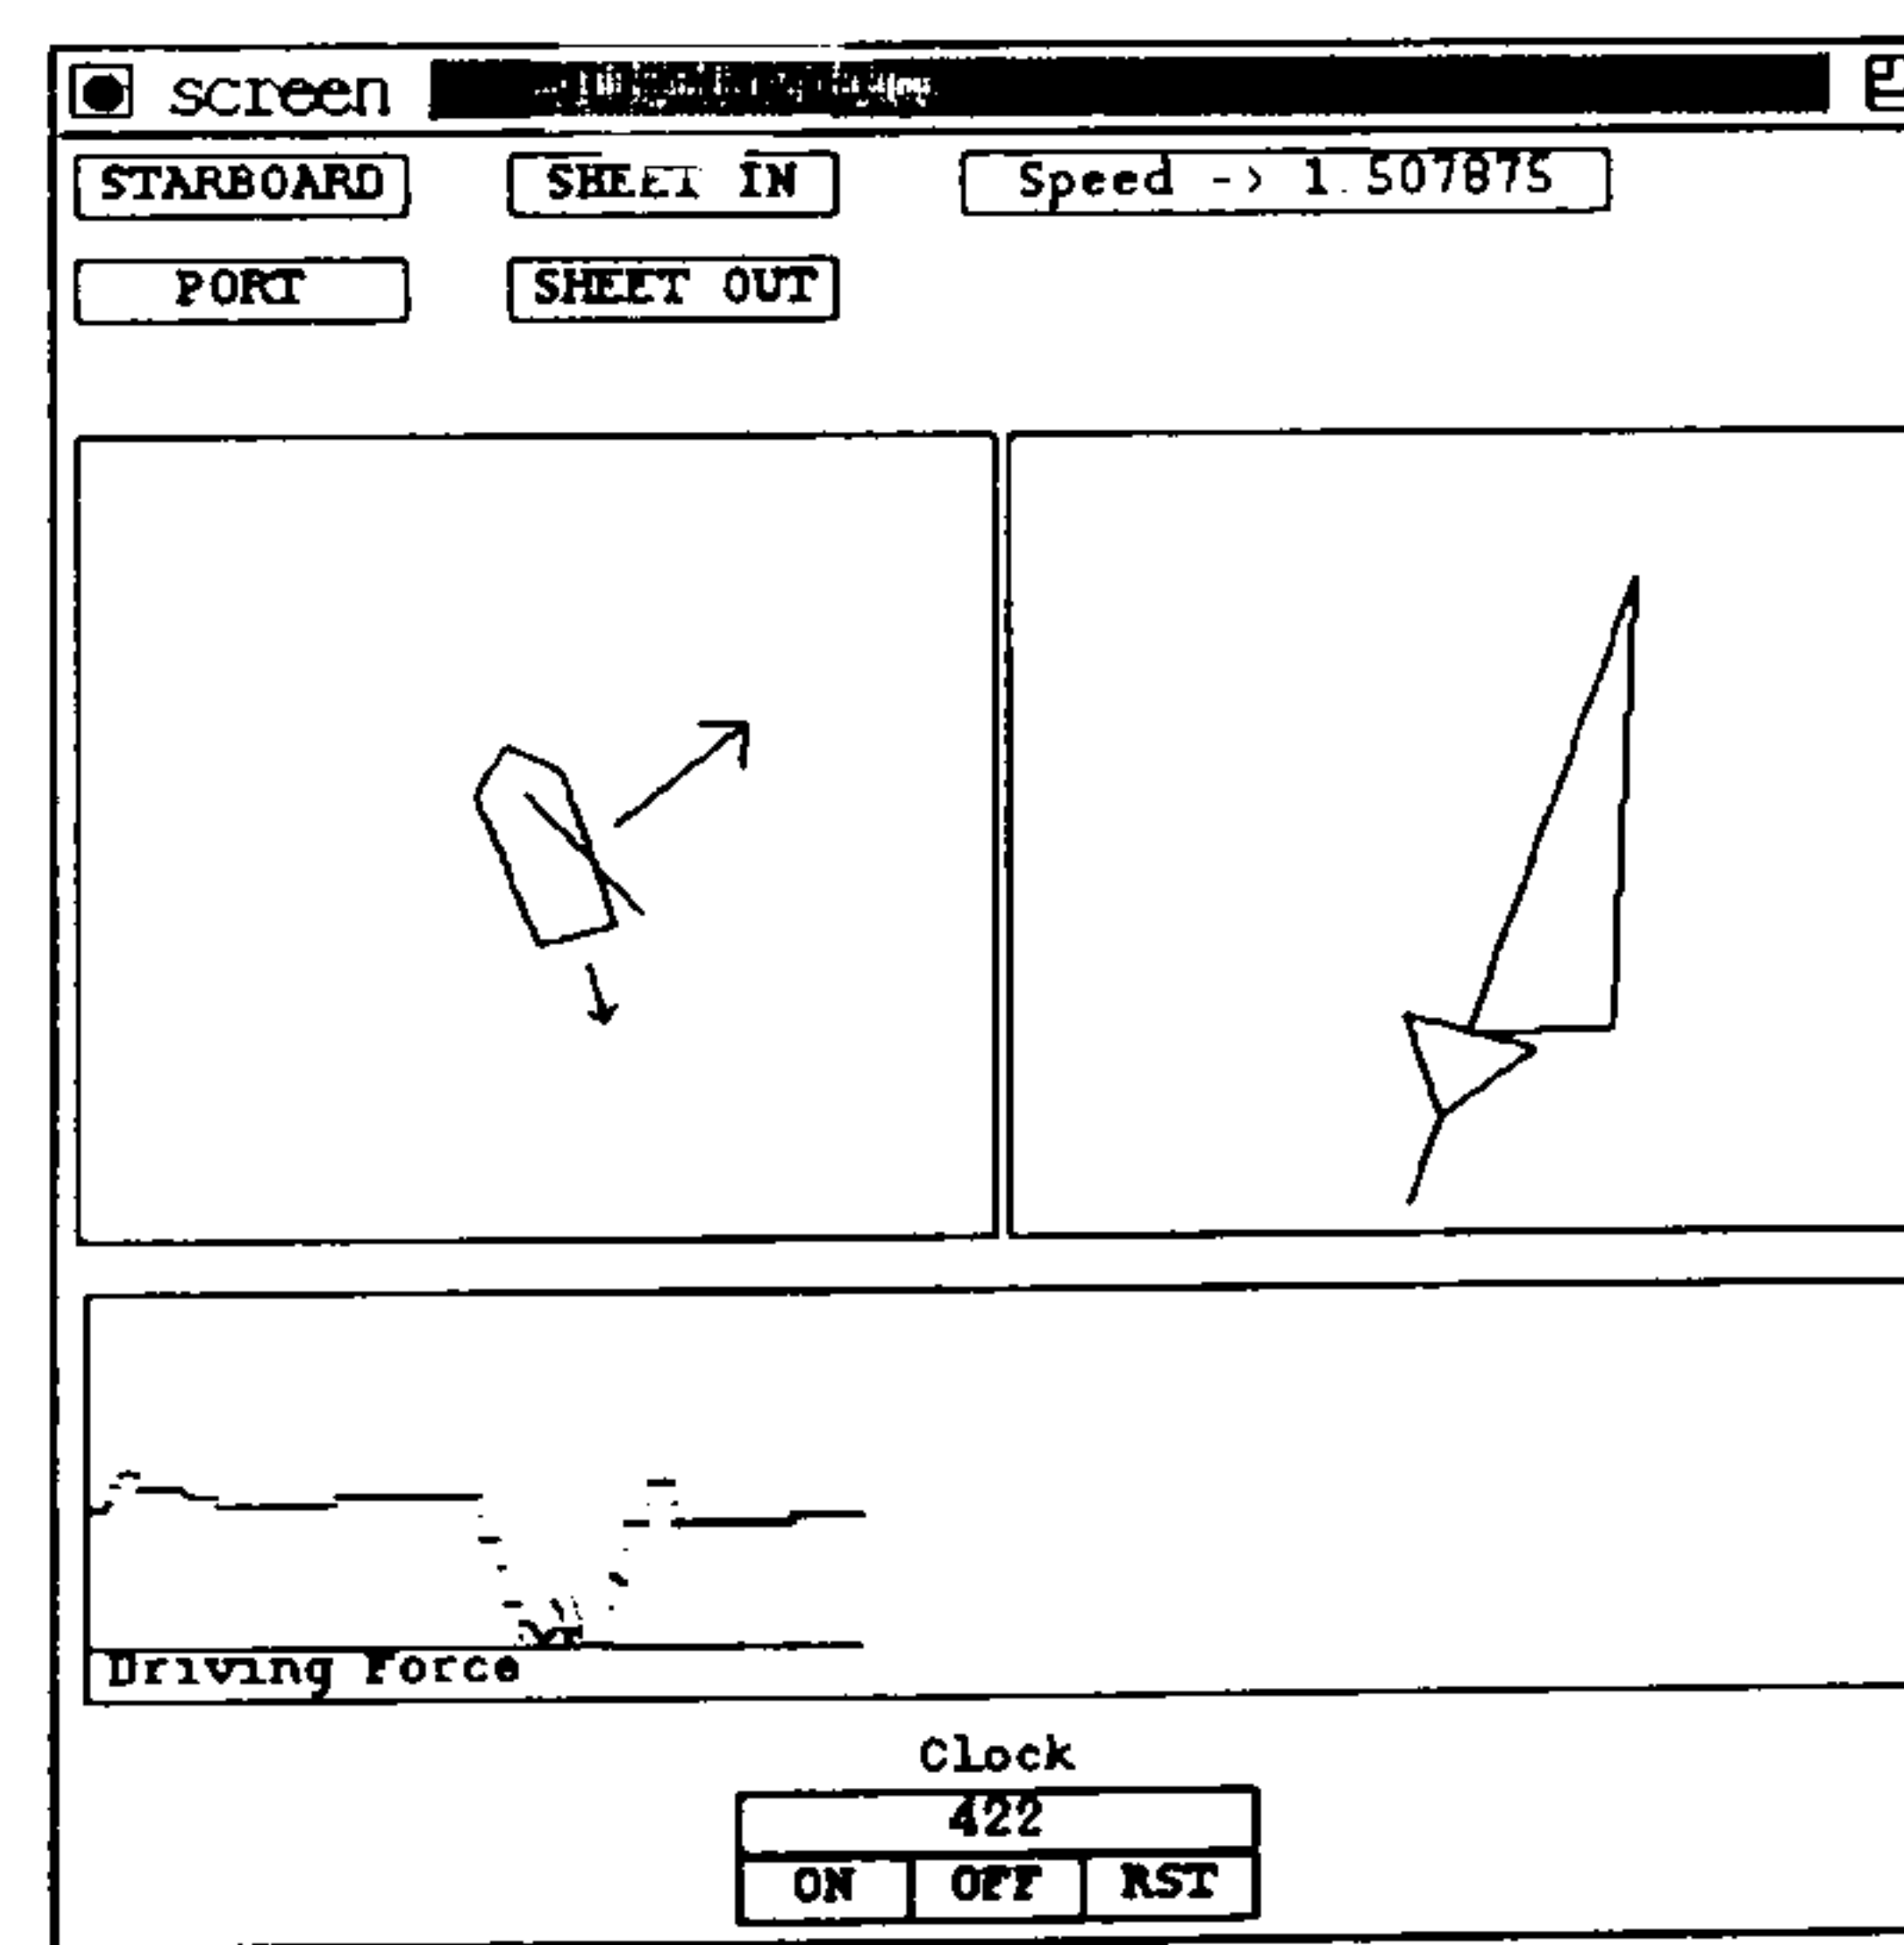 screen
STARBOARD SHEET IN Speed -> 1.507875
PORT SHEET OUT
Driving Force
Clock
422
ON OFF RST